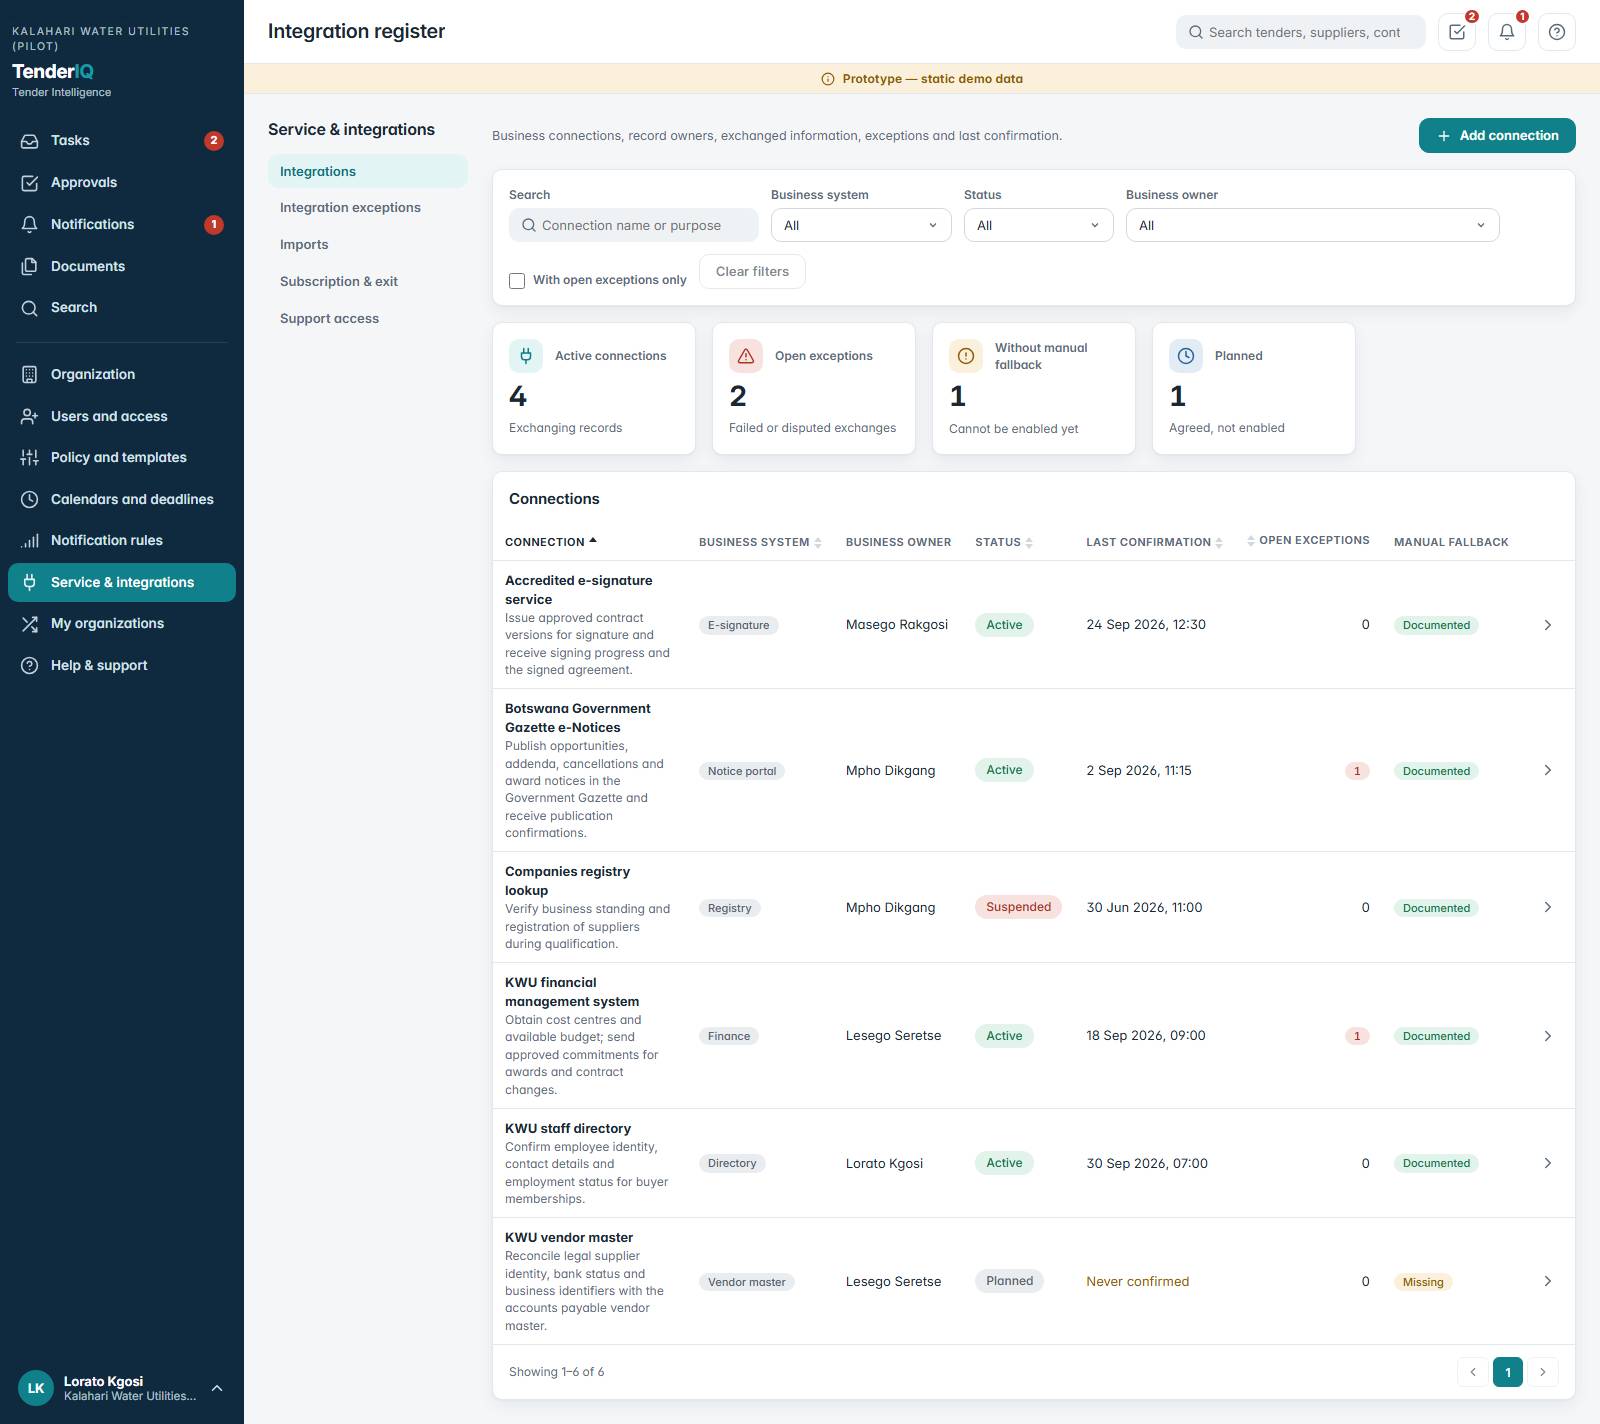 KALAHARI WATER UTILITIES
(PILOT)
TenderIQ
Tender Intelligence
Tasks 2
Approvals
Notifications 1
Documents
Search
Organization
Users and access
Policy and templates
Calendars and deadlines
Notification rules
Service & integrations
My organizations
Help & support
LK
Lorato Kgosi
Kalahari Water Utilities...
Integration register
Search tenders, suppliers, cont
2
1
Prototype — static demo data
Service & integrations
Integrations
Integration exceptions
Imports
Subscription & exit
Support access
Business connections, record owners, exchanged information, exceptions and last confirmation.
Add connection
Search
Connection name or purpose
Business system
All
Status
All
Business owner
All
With open exceptions only
Clear filters
Active connections
4
Exchanging records
Open exceptions
2
Failed or disputed exchanges
Without manual
fallback
1
Cannot be enabled yet
Planned
1
Agreed, not enabled
Connections
CONNECTION BUSINESS SYSTEM BUSINESS OWNER STATUS LAST CONFIRMATION OPEN EXCEPTIONS MANUAL FALLBACK
Accredited e-signature
service
Issue approved contract
versions for signature and
receive signing progress and
the signed agreement.
E-signature Masego Rakgosi Active 24 Sep 2026, 12:30 0 Documented
Botswana Government
Gazette e-Notices
Publish opportunities,
addenda, cancellations and
award notices in the
Government Gazette and
receive publication
confirmations.
Notice portal Mpho Dikgang Active 2 Sep 2026, 11:15 1 Documented
Companies registry
lookup
Verify business standing and
registration of suppliers
during qualification.
Registry Mpho Dikgang Suspended 30 Jun 2026, 11:00 0 Documented
KWU financial
management system
Obtain cost centres and
available budget; send
approved commitments for
awards and contract
changes.
Finance Lesego Seretse Active 18 Sep 2026, 09:00 1 Documented
KWU staff directory
Confirm employee identity,
contact details and
employment status for buyer
memberships.
Directory Lorato Kgosi Active 30 Sep 2026, 07:00 0 Documented
KWU vendor master
Reconcile legal supplier
identity, bank status and
business identifiers with the
accounts payable vendor
master.
Vendor master Lesego Seretse Planned Never confirmed 0 Missing
Showing 1–6 of 6
1